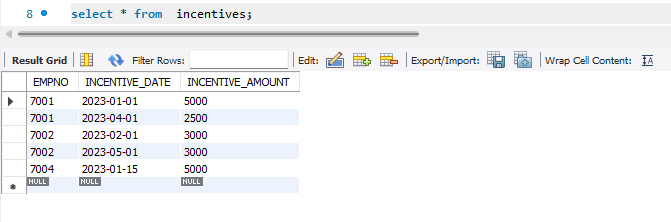 8 select * from incentives;
Result Grid Filter Rows: Edit: Export/Import: Wrap Cell Content:
EMPNO INCENTIVE_DATE INCENTIVE_AMOUNT
7001 2023-01-01 5000
7001 2023-04-01 2500
7002 2023-02-01 3000
7002 2023-05-01 3000
7004 2023-01-15 5000
NULL NULL NULL